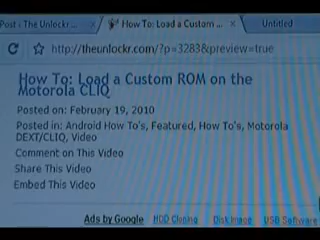 Post ‹ The Unlockr...
How To: Load a Custom ...
Untitled
http://theunlockr.com/?p=3283&preview=true
How To: Load a Custom ROM on the
Motorola CLIQ
Posted on: February 19, 2010
Posted in: Android How To's, Featured, How To's, Motorola
DEXT/CLIQ, Video
Comment on This Video
Share This Video
Embed This Video
Ads by Google HDD Cloning Disk Image USB Software